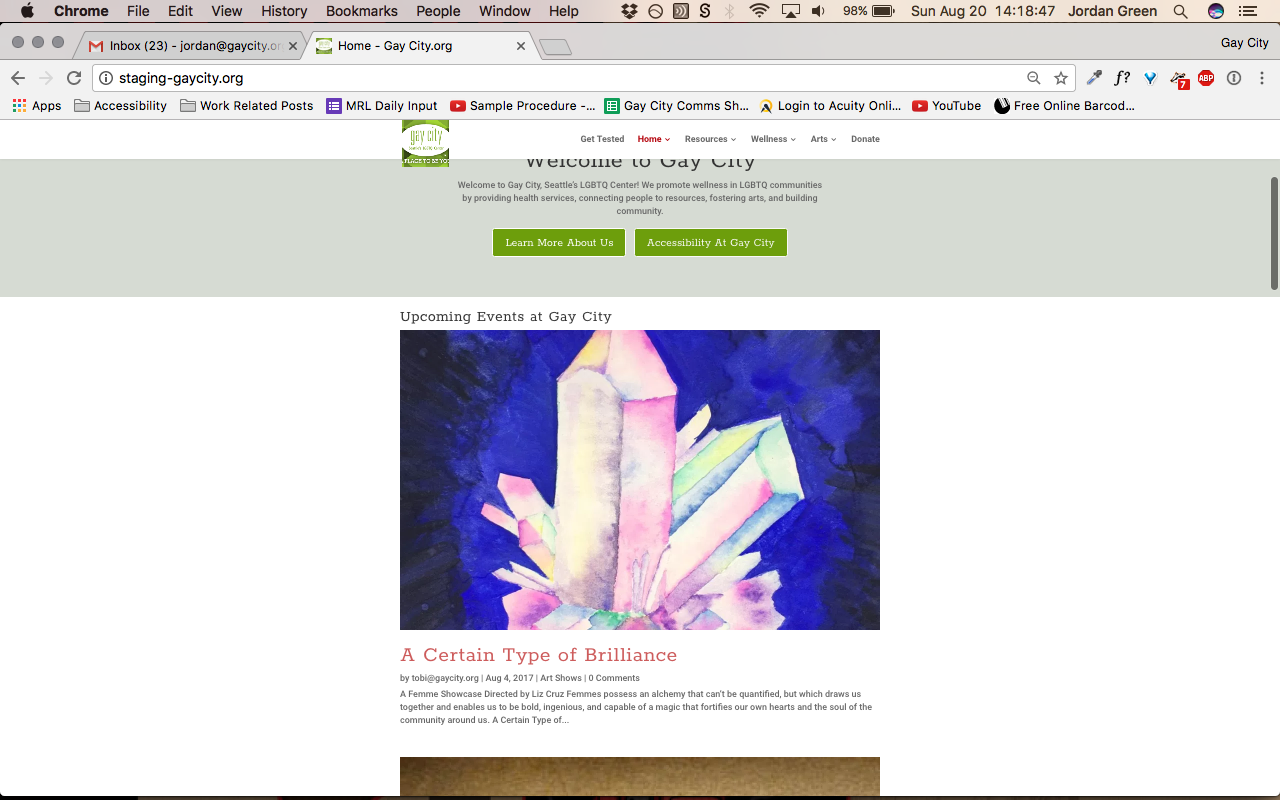 Chrome File Edit View History Bookmarks People Window Help 98% Sun Aug 20 14:18:47 Jordan Green
Inbox (23) - jordan@gaycity.or Home - Gay City.org Gay City
staging-gaycity.org f? ABP 7
Apps Accessibility Work Related Posts MRL Daily Input Sample Procedure -... Gay City Comms Sh... Login to Acuity Onli... YouTube Free Online Barcod...
gay city
Get Tested Home Resources Wellness Arts Donate
Welcome to Gay City
Welcome to Gay City, Seattle's LGBTQ Center! We promote wellness in LGBTQ communities
by providing health services, connecting people to resources, fostering arts, and building
community.
Learn More About Us Accessibility At Gay City
Upcoming Events at Gay City
A Certain Type of Brilliance
by tobi@gaycity.org | Aug 4, 2017 | Art Shows | 0 Comments
A Femme Showcase Directed by Liz Cruz Femmes possess an alchemy that can't be quantified, but which draws us
together and enables us to be bold, ingenious, and capable of a magic that fortifies our own hearts and the soul of the
community around us. A Certain Type of...